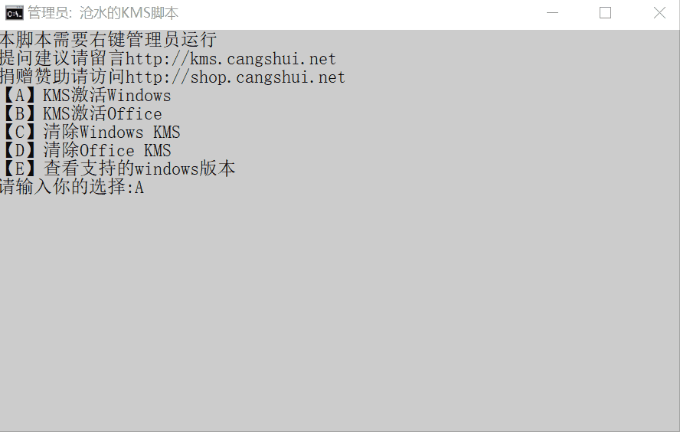 管理员: 沧水的KMS脚本
本脚本需要右键管理员运行
提问建议请留言http://kms.cangshui.net
捐赠赞助请访问http://shop.cangshui.net
【A】KMS激活Windows
【B】KMS激活Office
【C】清除Windows KMS
【D】清除Office KMS
【E】查看支持的windows版本
请输入你的选择:A